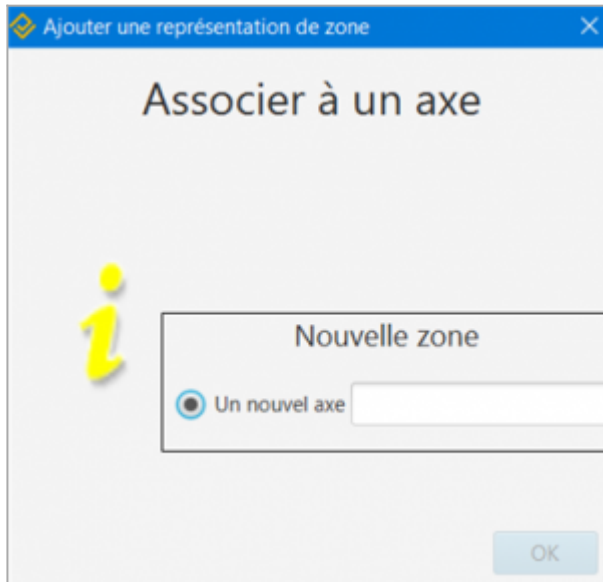 Ajouter une représentation de zone
Associer à un axe
Nouvelle zone
Un nouvel axe
OK